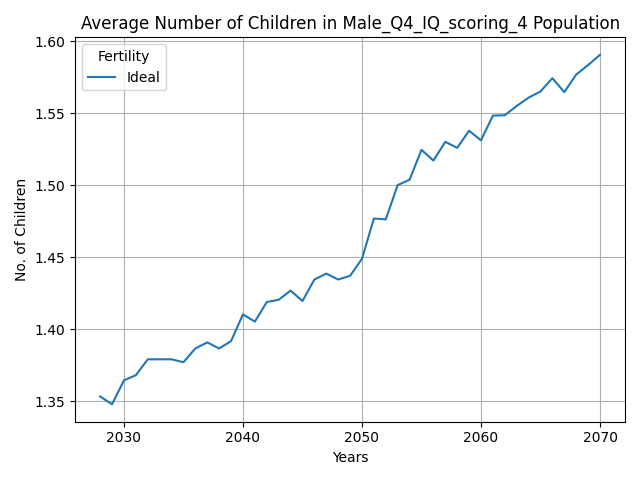 Average Number of Children in Male_Q4_IQ_scoring_4 Population
Fertility
Ideal
1.60
1.55
1.50
1.45
1.40
1.35
No. of Children
2030 2040 2050 2060 2070
Years